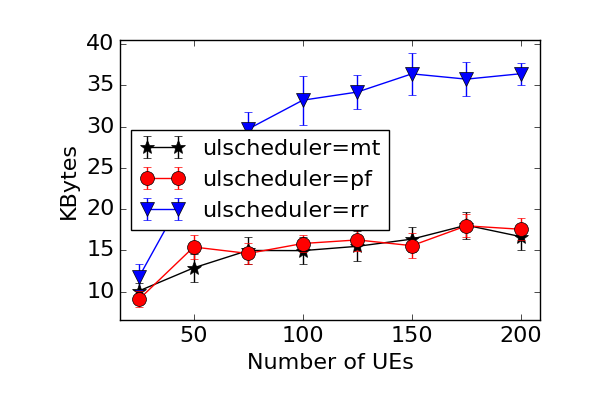 40
35
30
25
20
15
10
KBytes
ulscheduler=mt
ulscheduler=pf
ulscheduler=rr
50
100
150
200
Number of UEs